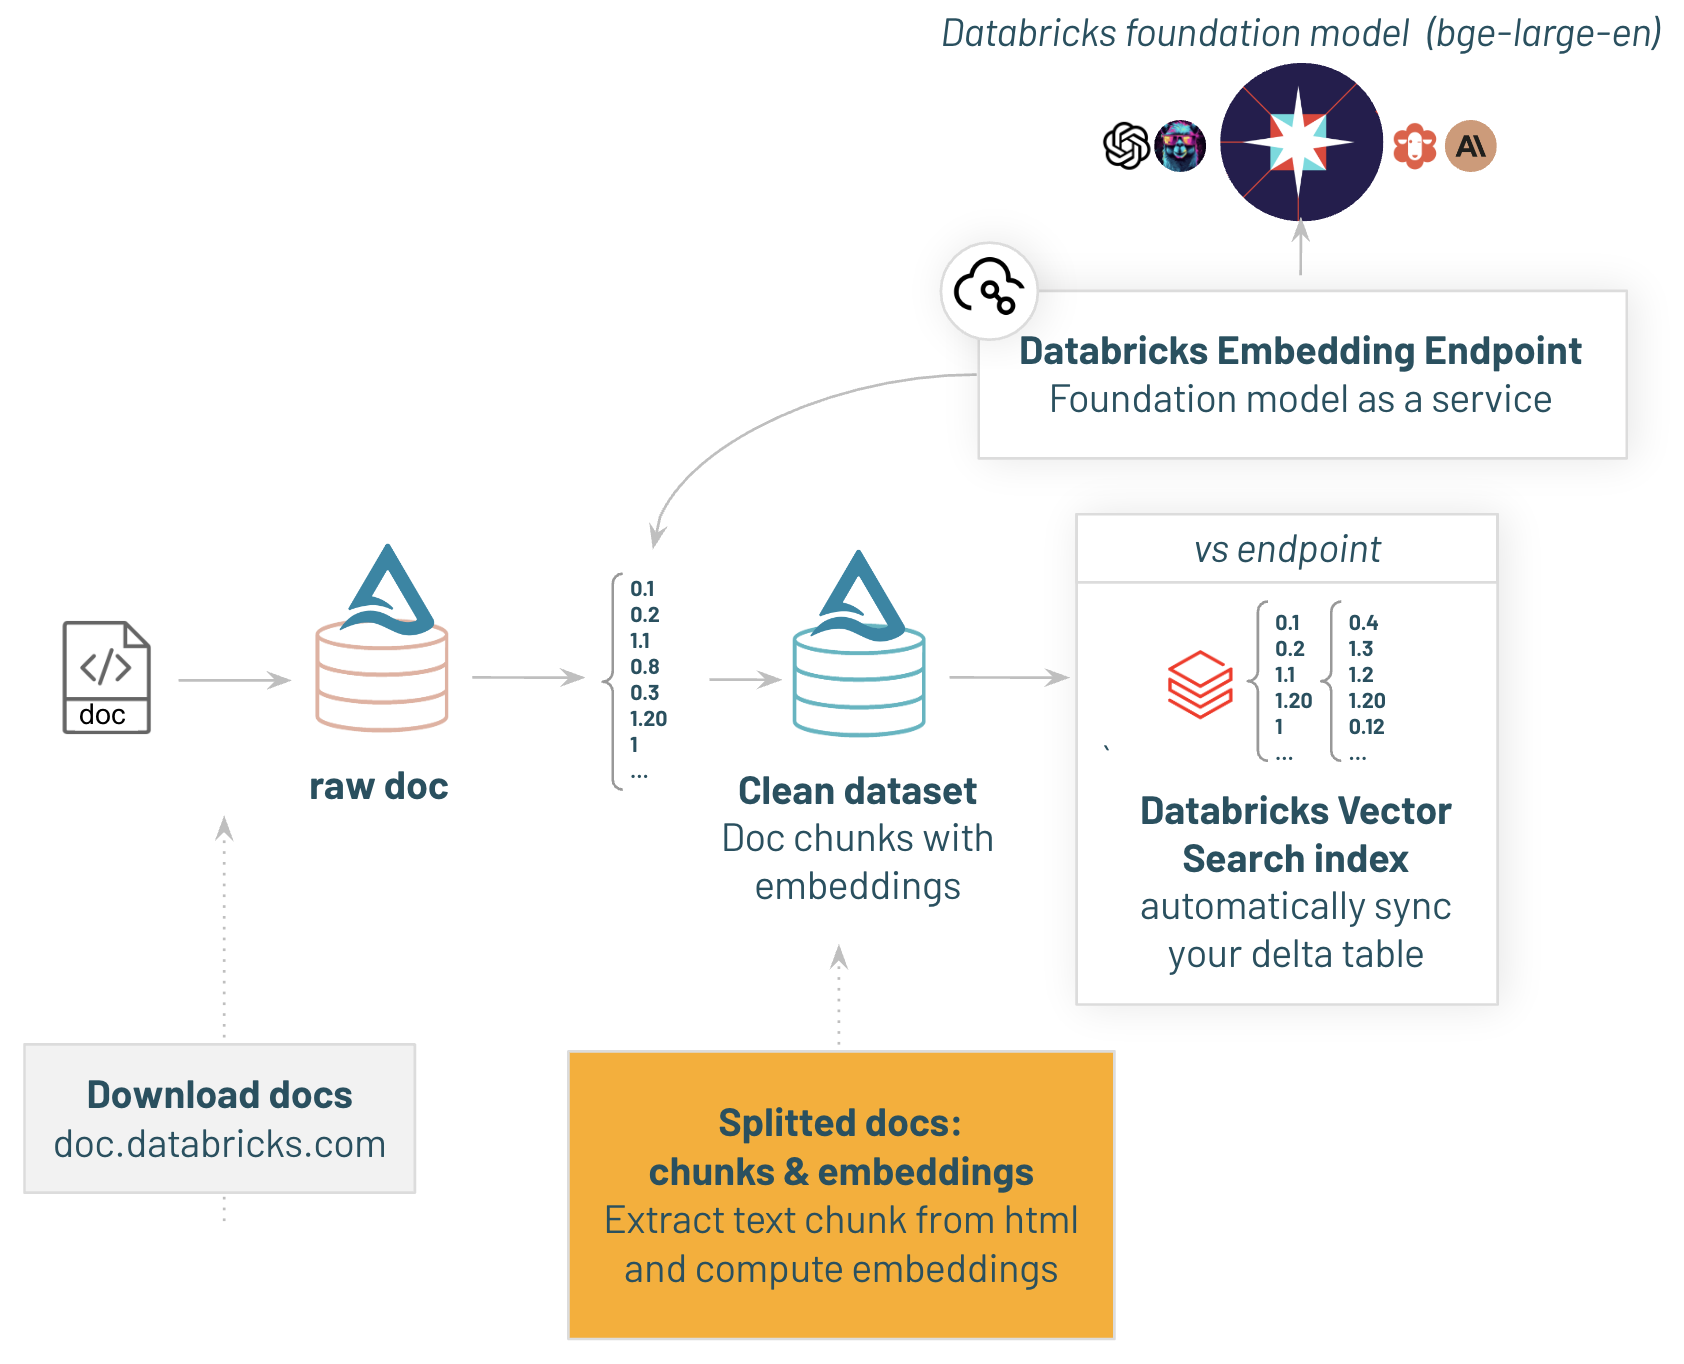 Databricks foundation model (bge-large-en)
Databricks Embedding Endpoint
Foundation model as a service
doc
raw doc
0.1
0.2
1.1
0.8
0.3
1.20
1
...
Clean dataset
Doc chunks with
embeddings
vs endpoint
0.1
0.2
1.1
1.20
1
...
0.4
1.3
1.2
1.20
0.12
...
`
Databricks Vector
Search index
automatically sync
your delta table
Download docs
doc.databricks.com
Splitted docs:
chunks & embeddings
Extract text chunk from html
and compute embeddings